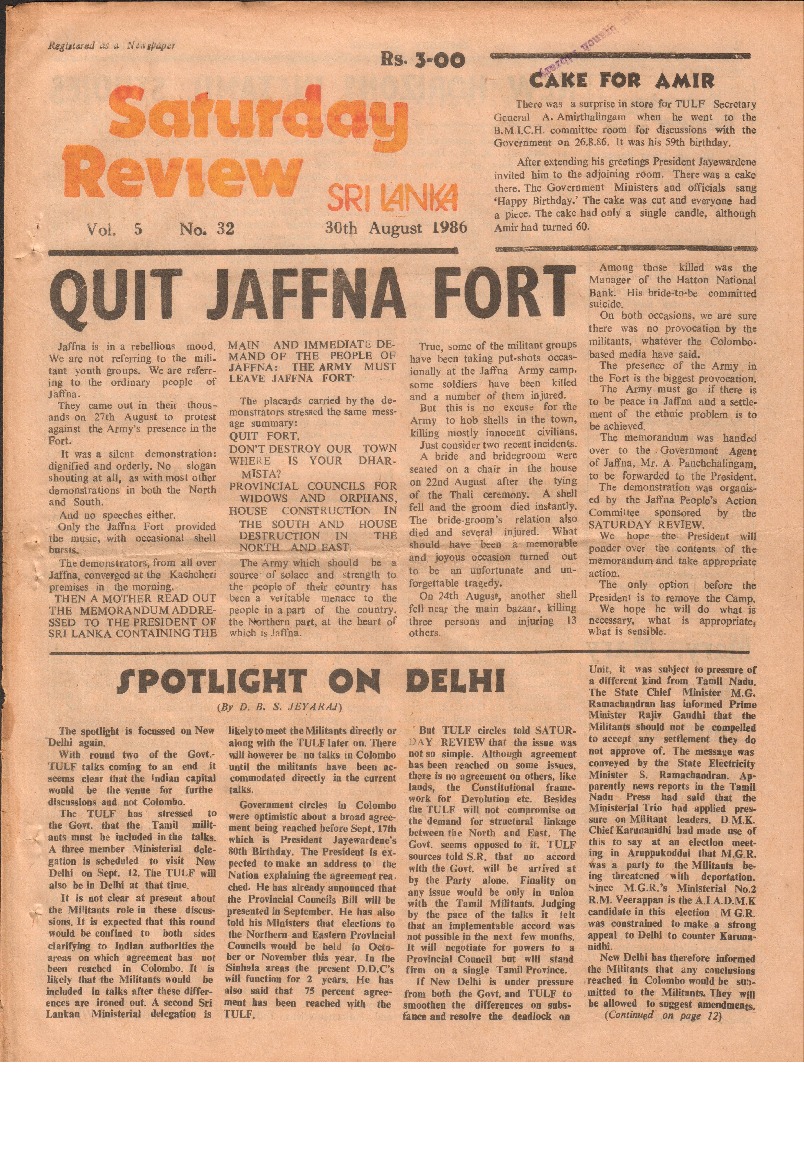 Registered as a Newspaper
Rs. 3-00
Saturday
Review
SRI LANKA
Vol. 5 No. 32 30th August 1986
CAKE FOR AMIR
There was a surprise in store for TULF Secretary
General A. Amirthalingam when he went to the
B.M.I.C.H. committee room for discussions with the
Government on 26.8.86. It was his 59th birthday.
After extending his greetings President Jayewardene
invited him to the adjoining room. There was a cake
there. The Government Ministers and officials sang
'Happy Birthday.' The cake was cut and everyone had
a piece. The cake had only a single candle, although
Amir had turned 60.
QUIT JAFFNA FORT
Jaffna is in a rebellious mood.
We are not referring to the mili-
tant youth groups. We are referr-
ing to the ordinary people of
Jaffna.
They came out in their thous-
ands on 27th August to protest
against the Army's presence in the
Fort.
It was a silent demonstration:
dignified and orderly. No slogan
shouting at all, as with most other
demonstrations in both the North
and South.
And no speeches either.
Only the Jaffna Fort provided
the music, with occasional shell
bursts.
The demonstrators, from all over
Jaffna, converged at the Kachcheri
premises in the morning.
THEN A MOTHER READ OUT
THE MEMORANDUM ADDRE-
SSED TO THE PRESIDENT OF
SRI LANKA CONTAINING THE
MAIN AND IMMEDIATE DE-
MAND OF THE PEOPLE OF
JAFFNA: THE ARMY MUST
LEAVE JAFFNA FORT
The placards carried by the de-
monstrators stressed the same mess-
age summary:
QUIT FORT,
DON'T DESTROY OUR TOWN
WHERE IS YOUR DHAR-
MISTA?
PROVINCIAL COUNCILS FOR
WIDOWS AND ORPHANS,
HOUSE CONSTRUCTION IN
THE SOUTH AND HOUSE
DESTRUCTION IN THE
NORTH AND EAST
The Army which should be a
source of solace and strength to
the people of their country has
been a veritable menace to the
people in a part of the country,
the Northern part, at the heart of
which is Jaffna.
True, some of the militant groups
have been taking put-shots occas-
ionally at the Jaffna Army camp,
some soldiers have been killed
and a number of them injured.
But this is no excuse for the
Army to hob shells in the town,
killing mostly innocent civilians.
Just consider two recent incidents.
A bride and bridegroom were
seated on a chair in the house
on 22nd August after the tying
of the Thali ceremony. A shell
fell and the groom died instantly.
The bride-groom's relation also
died and several injured. What
should have been a memorable
and joyous occasion turned out
to be an unfortunate and un-
forgettable tragedy.
On 24th August, another shell
fell near the main bazaar, killing
three persons and injuring 13
others.
Among those killed was the
Manager of the Hatton National
Bank. His bride-to-be committed
suicide.
On both occasions, we are sure
there was no provocation by the
militants, whatever the Colombo-
based media have said.
The presence of the Army in
the Fort is the biggest provocation.
The Army must go if there is
to be peace in Jaffna and a settle-
ment of the ethnic problem is to
be achieved.
The memorandum was handed
over to the Government Agent
of Jaffna, Mr. A. Panchalingam,
to be forwarded to the President.
The demonstration was organis-
ed by the Jaffna People's Action
Committee sponsored by the
SATURDAY REVIEW.
We hope the President will
ponder over the contents of the
memorandum and take appropriate
action.
The only option before the
President is to remove the Camp.
We hope he will do what is
necessary, what is appropriate,
what is sensible.
SPOTLIGHT ON DELHI
(By D. B. S. JEYARAJ)
The spotlight is focussed on New
Delhi again.
With round two of the Govt.-
TULF talks coming to an end it
seems clear that the Indian capital
would be the venue for furthe
discussions and not Colombo.
The TULF has stressed to
the Govt. that the Tamil milit-
ants must be included in the talks.
A three member Ministerial dele-
gation is scheduled to visit New
Delhi on Sept. 12. The TULF will
also be in Delhi at that time.
It is not clear at present about
the Militants role in these discus-
sions. It is expected that this round
would be confined to both sides
clarifying to Indian authorities the
areas on which agreement has not
been reached in Colombo. It is
likely that the Militants would be
included in talks after these differ-
ences are ironed out. A second Sri
Lankan Ministerial delegation is
likely to meet the Militants directly or
along with the TULF later on. There
will however be no talks in Colombo
until the militants have been ac-
commodated directly in the current
talks.
Government circles in Colombo
were optimistic about a broad agree-
ment being reached before Sept. 17th
which is President Jayewardene's
80th Birthday. The President is ex-
pected to make an address to the
Nation explaining the agreement rea-
ched. He has already announced that
the Provincial Councils Bill will be
presented in September. He has also
told his Ministers that elections to
the Northern and Eastern Provincial
Councils would be held in Octo-
ber or November this year. In the
Sinhala areas the present D.D.C's
will function for 2 years. He has
also said that 75 percent agree-
ment has been reached with the
TULF.
But TULF circles told SATUR-
DAY REVIEW that the issue was
not so simple. Although agreement
has been reached on some issues,
there is no agreement on others, like
lands, the Constitutional frame-
work for Devolution etc. Besides
the TULF will not compromise on
the demand for structural linkage
between the North and East. The
Govt. seems opposed to it. TULF
sources told S.R. that no accord
with the Govt. will be arrived at
by the Party alone. Finality on
any issue would be only in union
with the Tamil Militants. Judging
by the pace of the talks it felt
that an implementable accord was
not possible in the next few months.
It will negotiate for powers to a
Provincial Council but will stand
firm on a single Tamil Province.
If New Delhi is under pressure
from both the Govt. and TULF to
smoothen the differences on subs-
tance and resolve the deadlock on
Unit, it was subject to pressure of
a different kind from Tamil Nadu.
The State Chief Minister M.G.
Ramachandran has informed Prime
Minister Rajiv Gandhi that the
Militants should not be compelled
to accept any settlement they do
not approve of. The message was
conveyed by the State Electricity
Minister S. Ramachandran. Ap-
parently news reports in the Tamil
Nadu Press had said that the
Ministerial Trio had applied pres-
sure on Militant leaders. D.M.K.
Chief Karunanidhi had made use of
this to say at an election meet-
ing in Aruppukoddai that M.G.R.
was a party to the Militants be-
ing threatened with deportation.
Since M.G.R.'s Ministerial No.2
R.M. Veerappan is the A.I.A.D.M.K
candidate in this election M G.R.
was constrained to make a strong
appeal to Delhi to counter Karuna-
nidhi.
New Delhi has therefore informed
the Militants that any conclusions
reached in Colombo would be sub-
mitted to the Militants. They will
be allowed to suggest amendments.
(Continued on page 12)